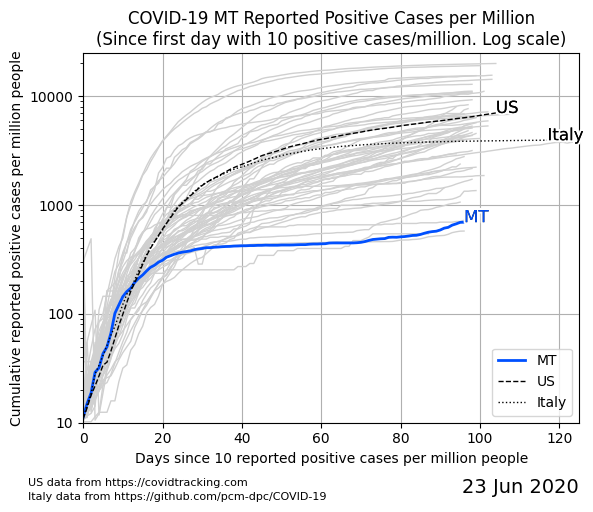 COVID-19 MT Reported Positive Cases per Million
(Since first day with 10 positive cases/million. Log scale)
Cumulative reported positive cases per million people
10000
1000
100
10
US
Italy
MT
MT
US
Italy
0 20 40 60 80 100 120
Days since 10 reported positive cases per million people
US data from https://covidtracking.com
Italy data from https://github.com/pcm-dpc/COVID-19
23 Jun 2020